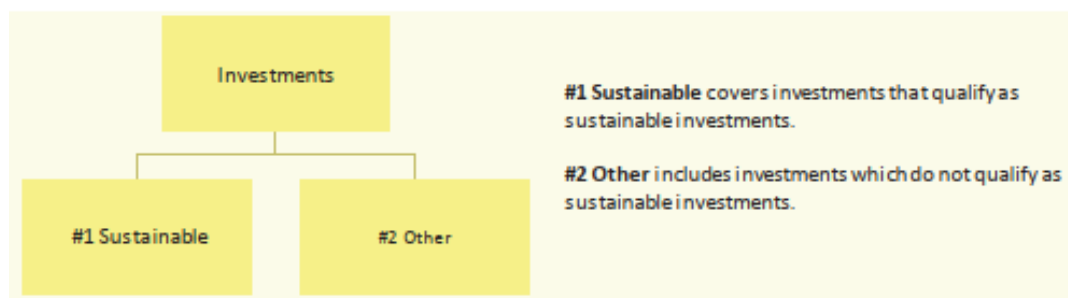 Investments
#1 Sustainable
#2 Other
#1 Sustainable covers investments that qualify as
sustainable investments.
#2 Other includes investments which do not qualify as
sustainable investments.